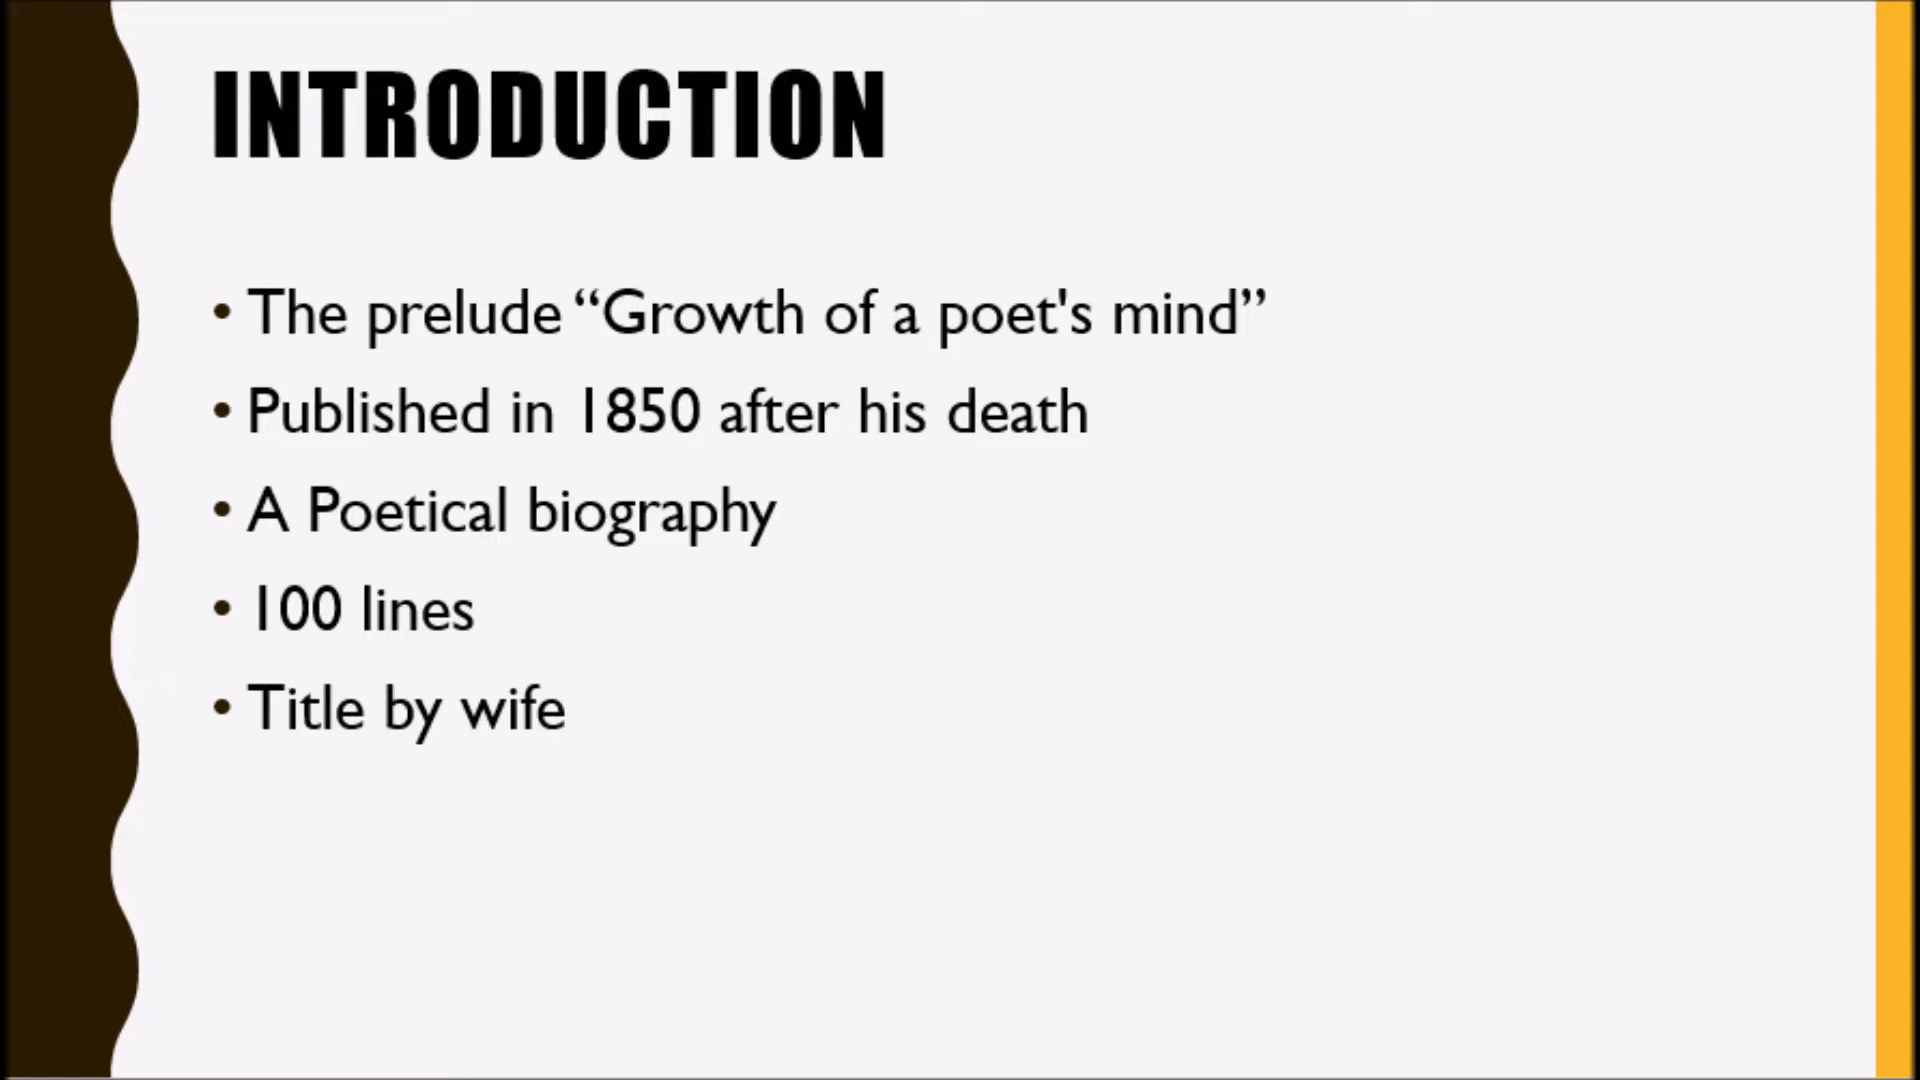 INTRODUCTION
• The prelude “Growth of a poet's mind”
• Published in 1850 after his death
• A Poetical biography
• 100 lines
• Title by wife